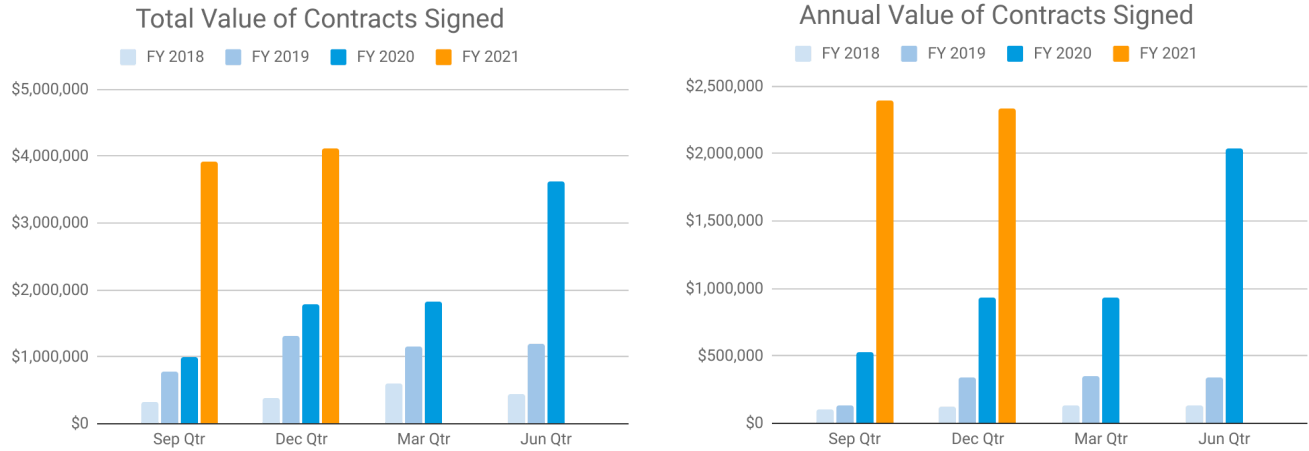 Total Value of Contracts Signed
FY 2018 FY 2019 FY 2020 FY 2021
$5,000,000
$4,000,000
$3,000,000
$2,000,000
$1,000,000
$0
Sep Qtr Dec Qtr Mar Qtr Jun Qtr
Annual Value of Contracts Signed
FY 2018 FY 2019 FY 2020 FY 2021
$2,500,000
$2,000,000
$1,500,000
$1,000,000
$500,000
$0
Sep Qtr Dec Qtr Mar Qtr Jun Qtr